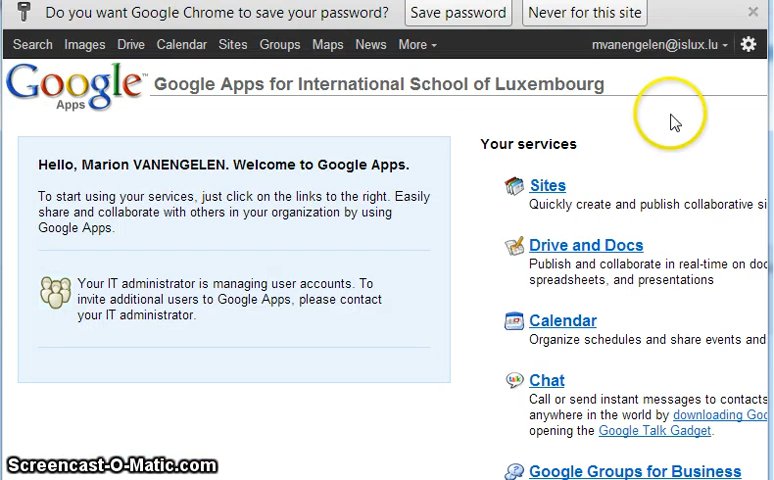 Do you want Google Chrome to save your password? Save password Never for this site
Search Images Drive Calendar Sites Groups Maps News More mvanengelen@islux.lu
Google Apps
Google Apps for International School of Luxembourg
Hello, Marion VANENGELEN. Welcome to Google Apps.
To start using your services, just click on the links to the right. Easily
share and collaborate with others in your organization by using
Google Apps.
Your IT administrator is managing user accounts. To
invite additional users to Google Apps, please contact
your IT administrator.
Your services
Sites
Quickly create and publish collaborative si
Drive and Docs
Publish and collaborate in real-time on doc
spreadsheets, and presentations
Calendar
Organize schedules and share events and
Chat
talk
Call or send instant messages to contacts
anywhere in the world by downloading Goo
opening the Google Talk Gadget.
Google Groups for Business
Screencast-O-Matic.com